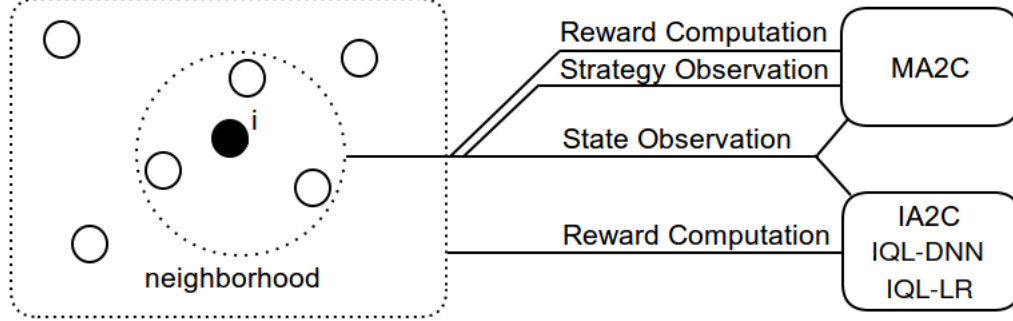 i
neighborhood
Reward Computation
Strategy Observation
State Observation
Reward Computation
MA2C
IA2C
IQL-DNN
IQL-LR